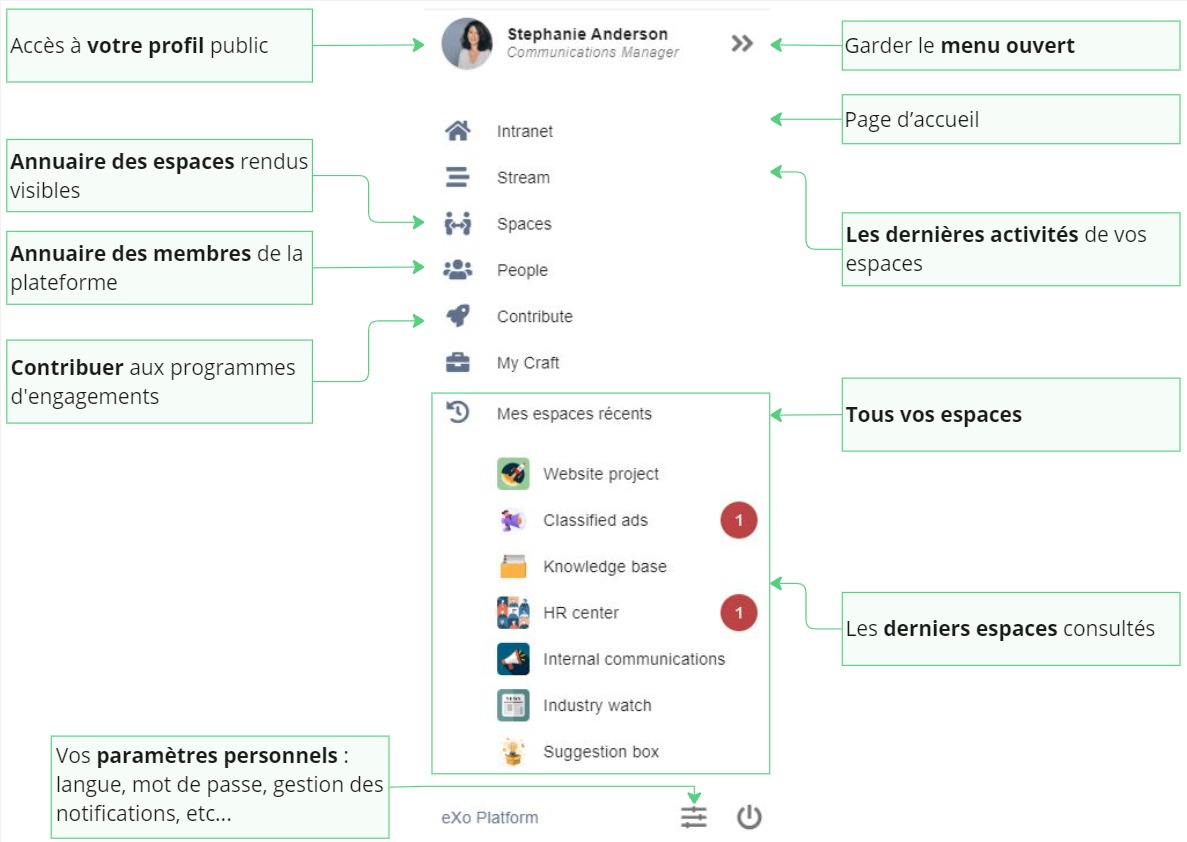 Accès à votre profil public
Stephanie Anderson
Communications Manager
Garder le menu ouvert
Page d’accueil
Intranet
Annuaire des espaces rendus
visibles
Stream
Spaces
Les dernières activités de vos
espaces
Annuaire des membres de la
plateforme
People
Contribute
Contribuer aux programmes
d'engagements
My Craft
Mes espaces récents
Tous vos espaces
Website project
Classified ads
1
Knowledge base
HR center
1
Les derniers espaces consultés
Internal communications
Industry watch
Suggestion box
Vos paramètres personnels :
langue, mot de passe, gestion des
notifications, etc...
eXo Platform